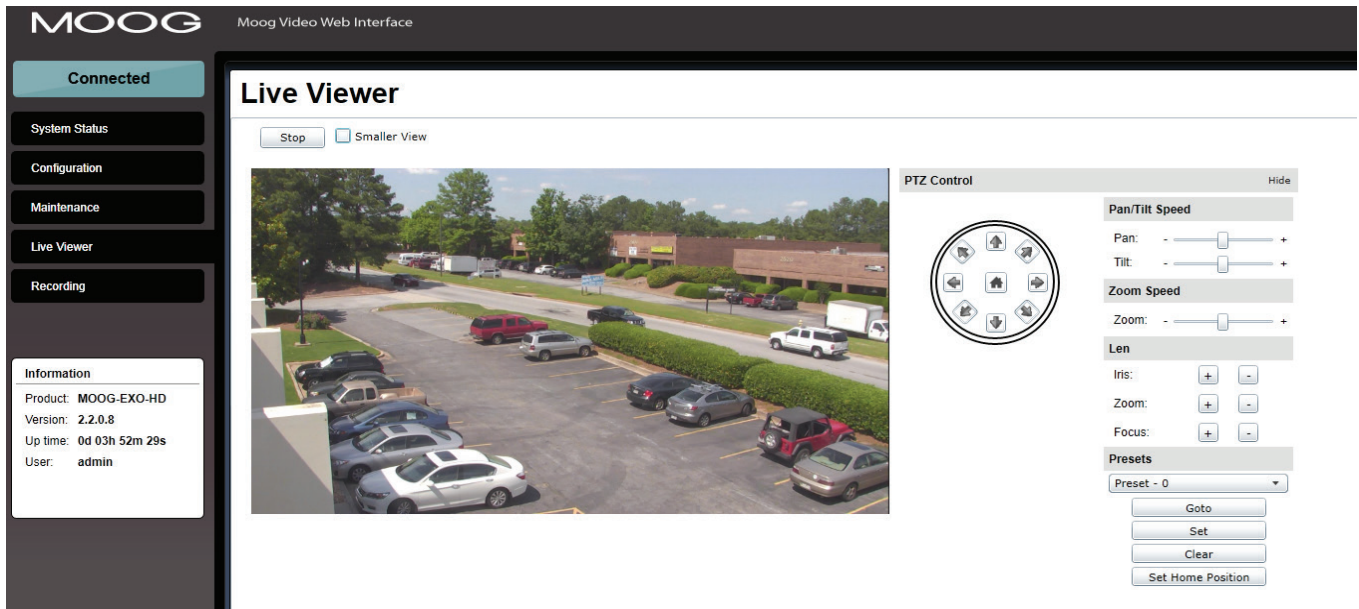 MOOG Moog Video Web Interface
Connected
System Status
Configuration
Maintenance
Live Viewer
Recording
Information
Product: MOOG-EXO-HD
Version: 2.2.0.8
Up time: 0d 03h 52m 29s
User: admin
Live Viewer
Stop Smaller View
PTZ Control Hide
Pan/Tilt Speed
Pan: - +
Tilt: - +
Zoom Speed
Zoom: - +
Len
Iris: + -
Zoom: + -
Focus: + -
Presets
Preset - 0
Goto
Set
Clear
Set Home Position